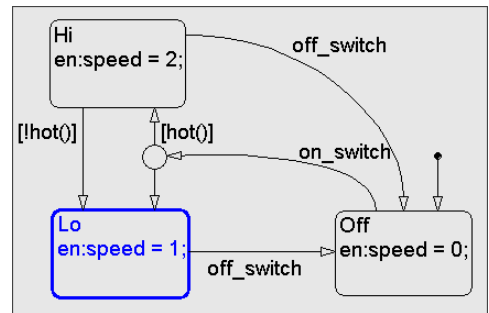 Hi
en:speed = 2;
off_switch
[!hot()]
[hot()]
on_switch
Lo
en:speed = 1;
off_switch
Off
en:speed = 0;